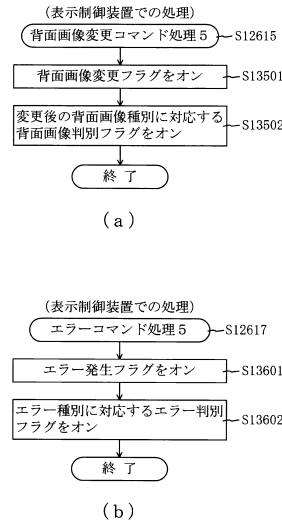 (表示制御装置での処理)
背面画像変更コマンド処理5
S12615
背面画像変更フラグをオン
S13501
変更後の背面画像種別に対応する
背面画像判別フラグをオン
S13502
終了
(a)
(表示制御装置での処理)
エラーコマンド処理5
S12617
エラー発生フラグをオン
S13601
エラー種別に対応するエラー判別
フラグをオン
S13602
終了
(b)